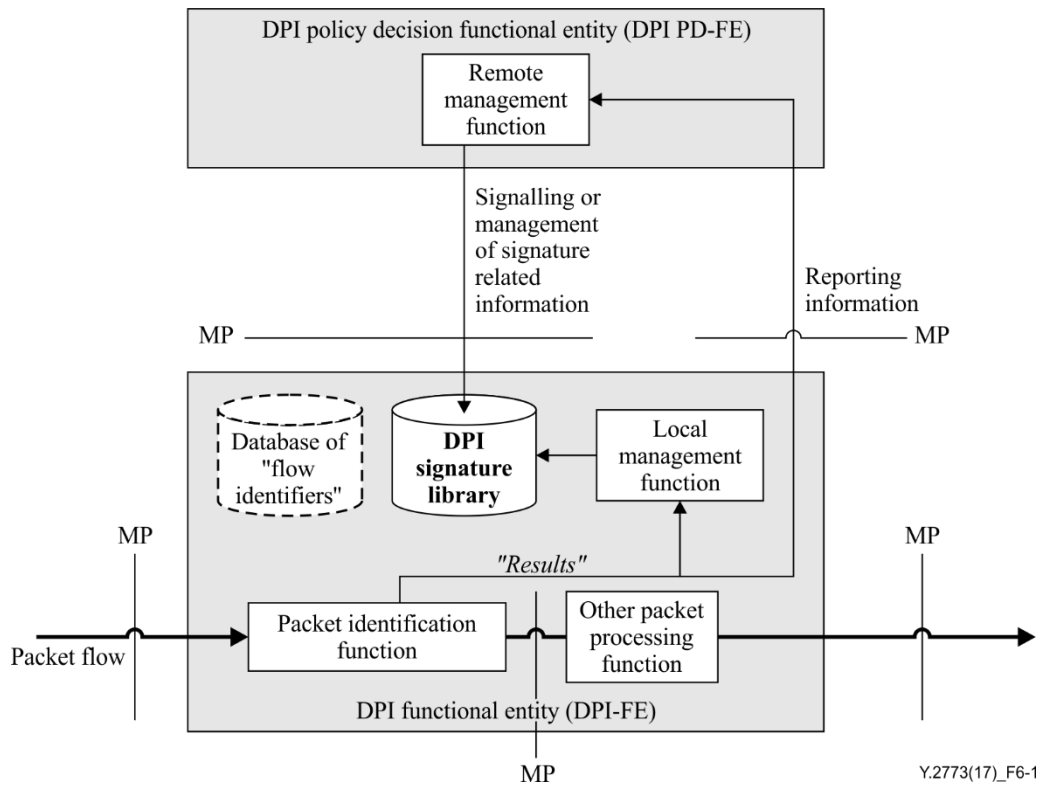 DPI policy decision functional entity (DPI PD-FE)
Remote
management
function
Signalling or
management
of signature
related
information
Reporting
information
MP
MP
Database of
"flow
identifiers"
DPI
signature
library
Local
management
function
MP
MP
"Results"
Packet identification
function
Other packet
processing
function
Packet flow
DPI functional entity (DPI-FE)
MP
Y.2773(17)_F6-1